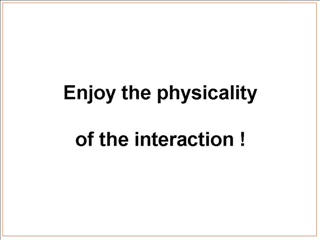 Enjoy the physicality
of the interaction !